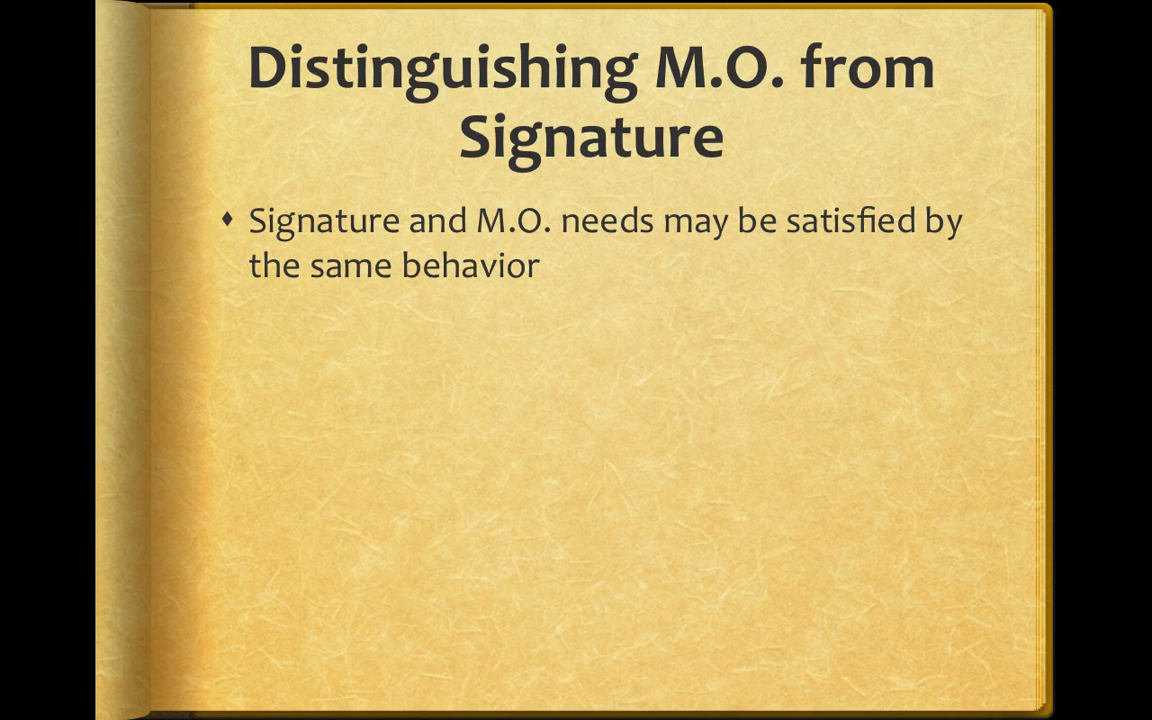 Distinguishing M.O. from
Signature
♦ Signature and M.O. needs may be satisfied by
the same behavior